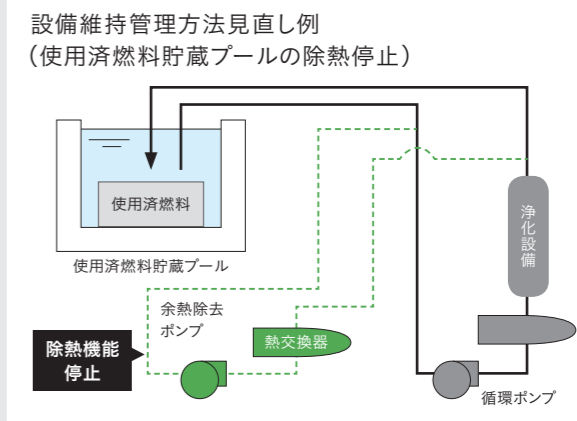 設備維持管理方法見直し例
（使用済燃料貯蔵プールの除熱停止）
使用済燃料
使用済燃料貯蔵プール
浄化設備
余熱除去
ポンプ
熱交換器
除熱機能
停止
循環ポンプ